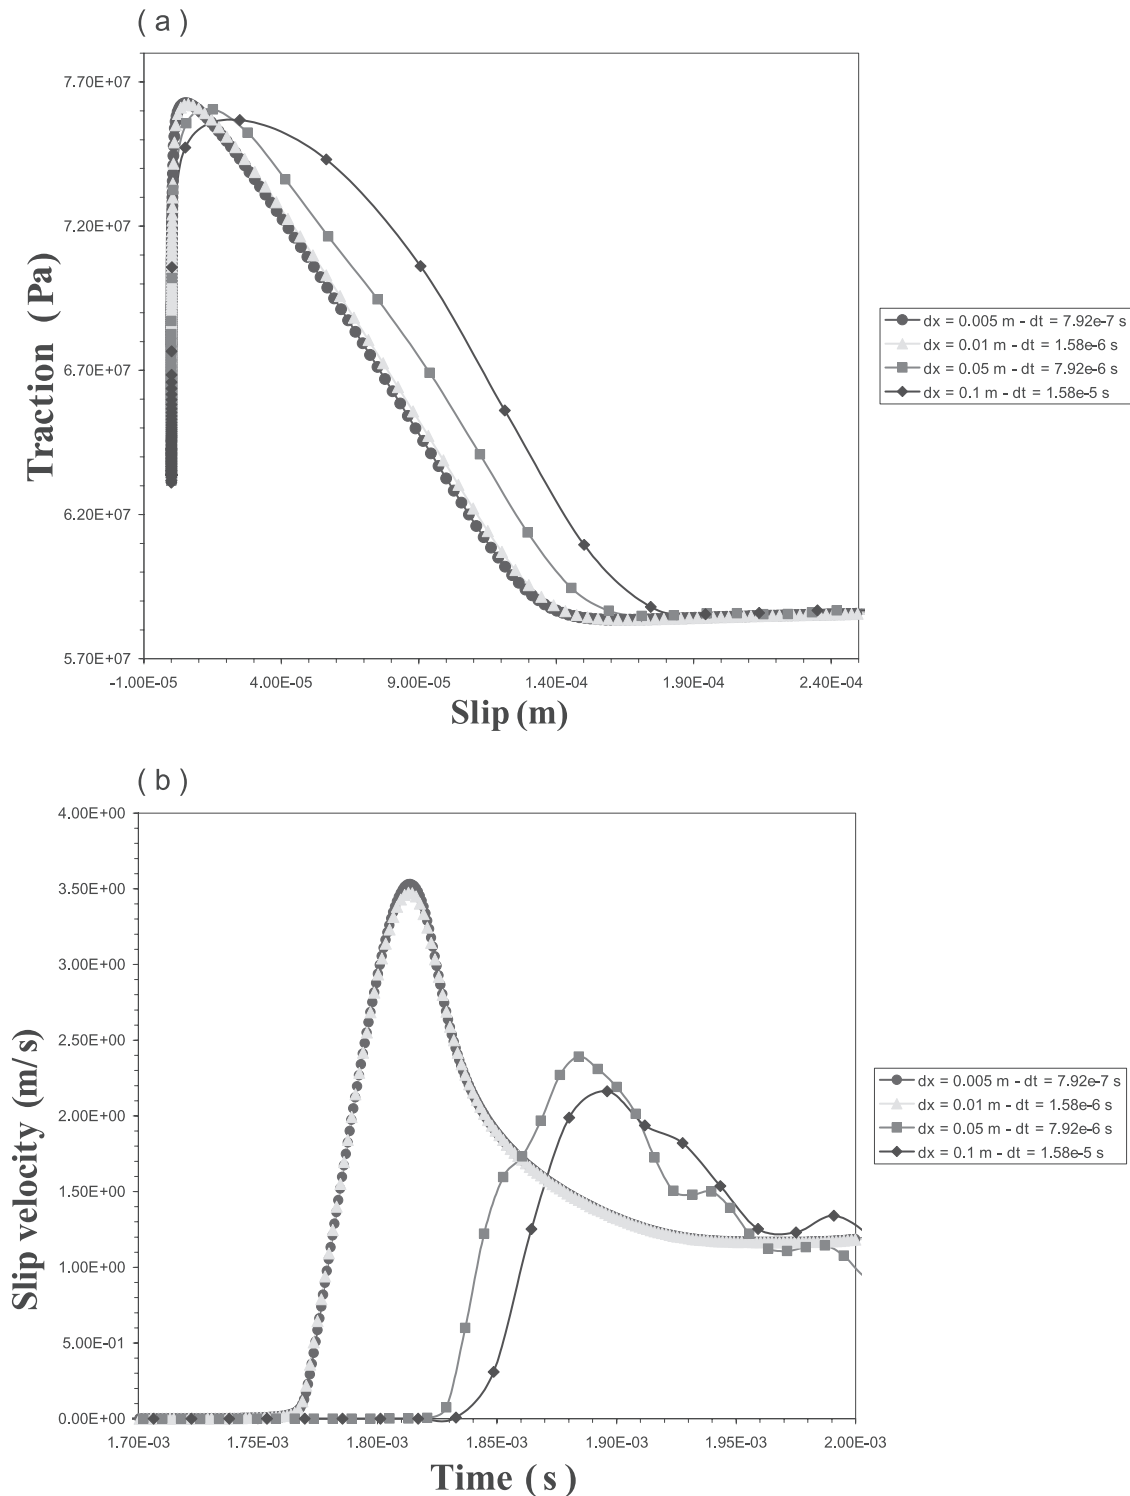 ( a )
7.70E+07
7.20E+07
6.70E+07
6.20E+07
5.70E+07
Traction (Pa)
-1.00E-05 4.00E-05 9.00E-05 1.40E-04 1.90E-04 2.40E-04
Slip (m)
dx = 0.005 m - dt = 7.92e-7 s
dx = 0.01 m - dt = 1.58e-6 s
dx = 0.05 m - dt = 7.92e-6 s
dx = 0.1 m - dt = 1.58e-5 s
( b )
4.00E+00
3.50E+00
3.00E+00
2.50E+00
2.00E+00
1.50E+00
1.00E+00
5.00E-01
0.00E+00
Slip velocity (m/s)
1.70E-03 1.75E-03 1.80E-03 1.85E-03 1.90E-03 1.95E-03 2.00E-03
Time (s)
dx = 0.005 m - dt = 7.92e-7 s
dx = 0.01 m - dt = 1.58e-6 s
dx = 0.05 m - dt = 7.92e-6 s
dx = 0.1 m - dt = 1.58e-5 s